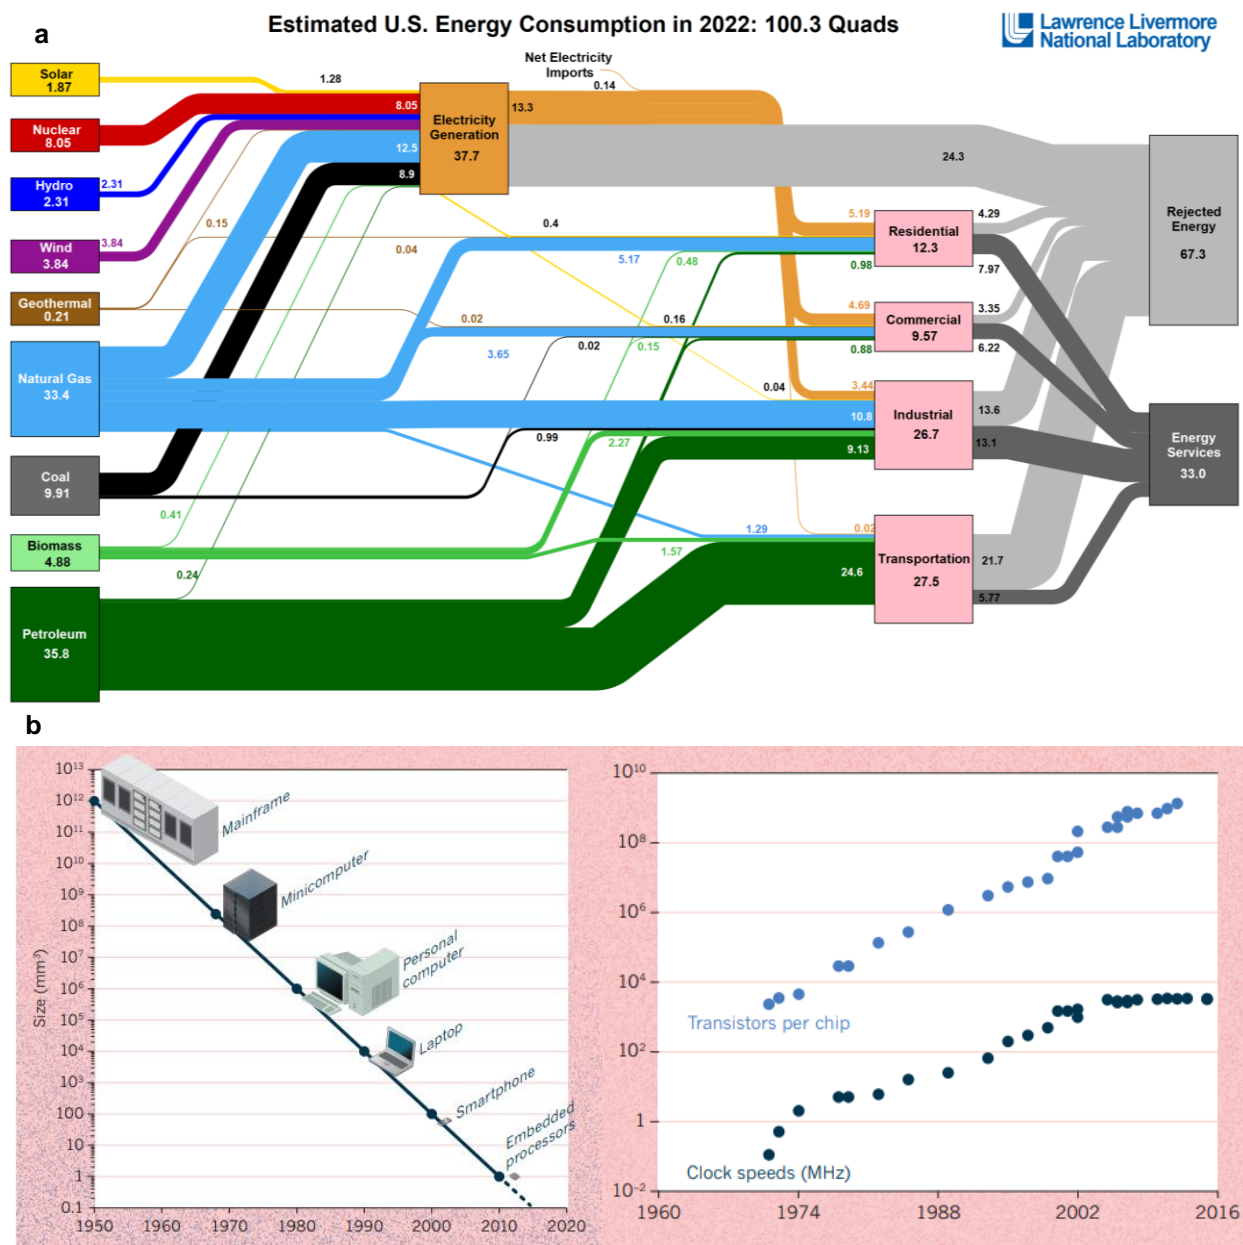 a
Estimated U.S. Energy Consumption in 2022: 100.3 Quads
Lawrence Livermore
National Laboratory
Net Electricity
Imports
Solar
1.87
1.28
0.14
Nuclear
8.05
8.05
Electricity
Generation
37.7
13.3
12.5
8.9
24.3
Rejected
Energy
67.3
Hydro
2.31
2.31
Wind
3.84
3.84
0.15
0.04
0.4
5.17
0.48
5.19
Residential
12.3
0.98
4.29
7.97
Geothermal
0.21
0.02
0.16
0.02
0.15
3.65
4.69
Commercial
9.57
0.88
3.35
6.22
Natural Gas
33.4
0.04
3.44
10.8
Industrial
26.7
9.13
13.6
13.1
Energy
Services
33.0
Coal
9.91
0.99
2.27
0.41
Biomass
4.88
0.24
1.57
1.29
0.02
Transportation
27.5
24.6
21.7
5.77
Petroleum
35.8
b
Size (mm³)
10¹³
10¹²
10¹¹
10¹⁰
10⁹
10⁸
10⁷
10⁶
10⁵
10⁴
10³
100
10
1
0.1
1950
1960
1970
1980
1990
2000
2010
2020
Mainframe
Minicomputer
Personal
computer
Laptop
Smartphone
Embedded
processors
10¹⁰
10⁸
10⁶
10⁴
10²
1
10⁻²
Transistors per chip
Clock speeds (MHz)
1960
1974
1988
2002
2016